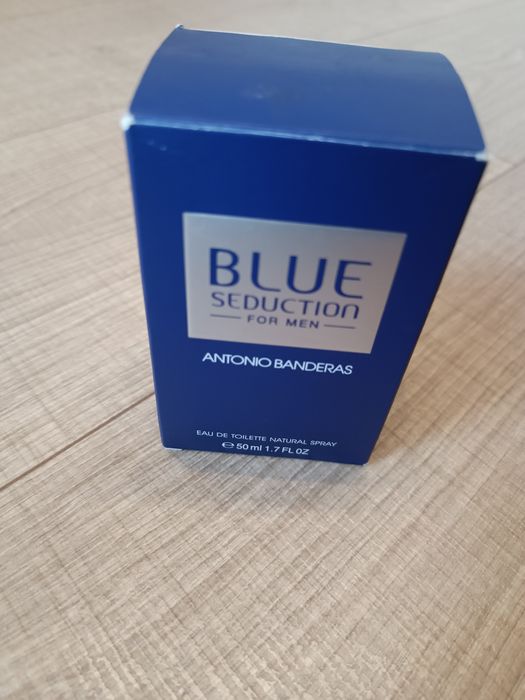 BLUE
SEDUCTION
FOR MEN
ANTONIO BANDERAS
EAU DE TOILETTE NATURAL SPRAY
℮ 50 ml 1.7 FL OZ